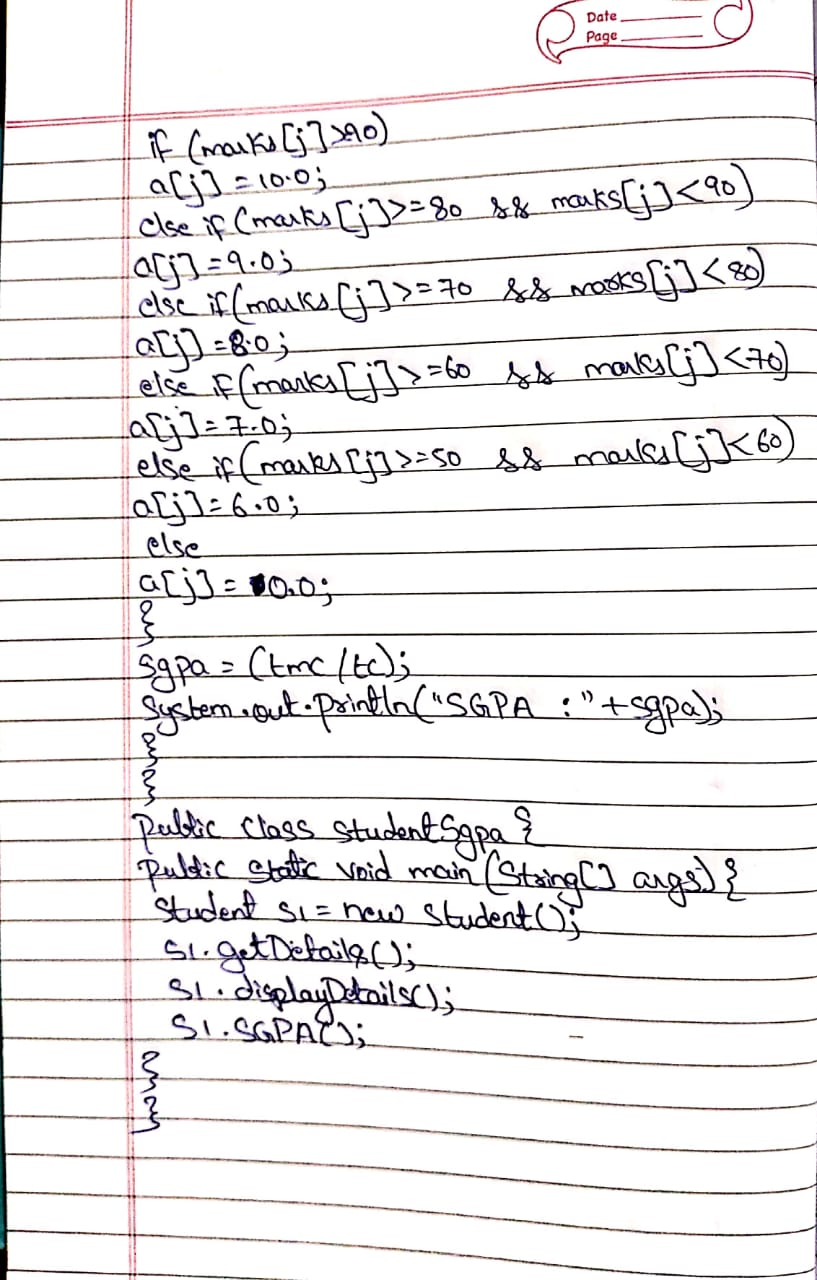 Date
Page
if (marks[j]>90)
a[j] = 10.0;
else if (marks[j]>=80 && marks[j]<90)
a[j]=9.0;
else if(marks[j]>=70 && marks[j]<80)
a[j]=8.0;
else if(marks[j]>=60 && marks[j]<70)
a[j]=7.0;
else if(marks[j]>=50 && marks[j]<60)
a[j]=6.0;
else
a[j]=0.0;
}
sgpa = (tmc/tc);
System.out.println("SGPA :"+sgpa);
}
}
Public class studentSgpa {
Public static void main(String[] args) {
Student s1 = new Student();
s1.getDetails();
s1.displayDetails();
s1.SGPA();
}
}